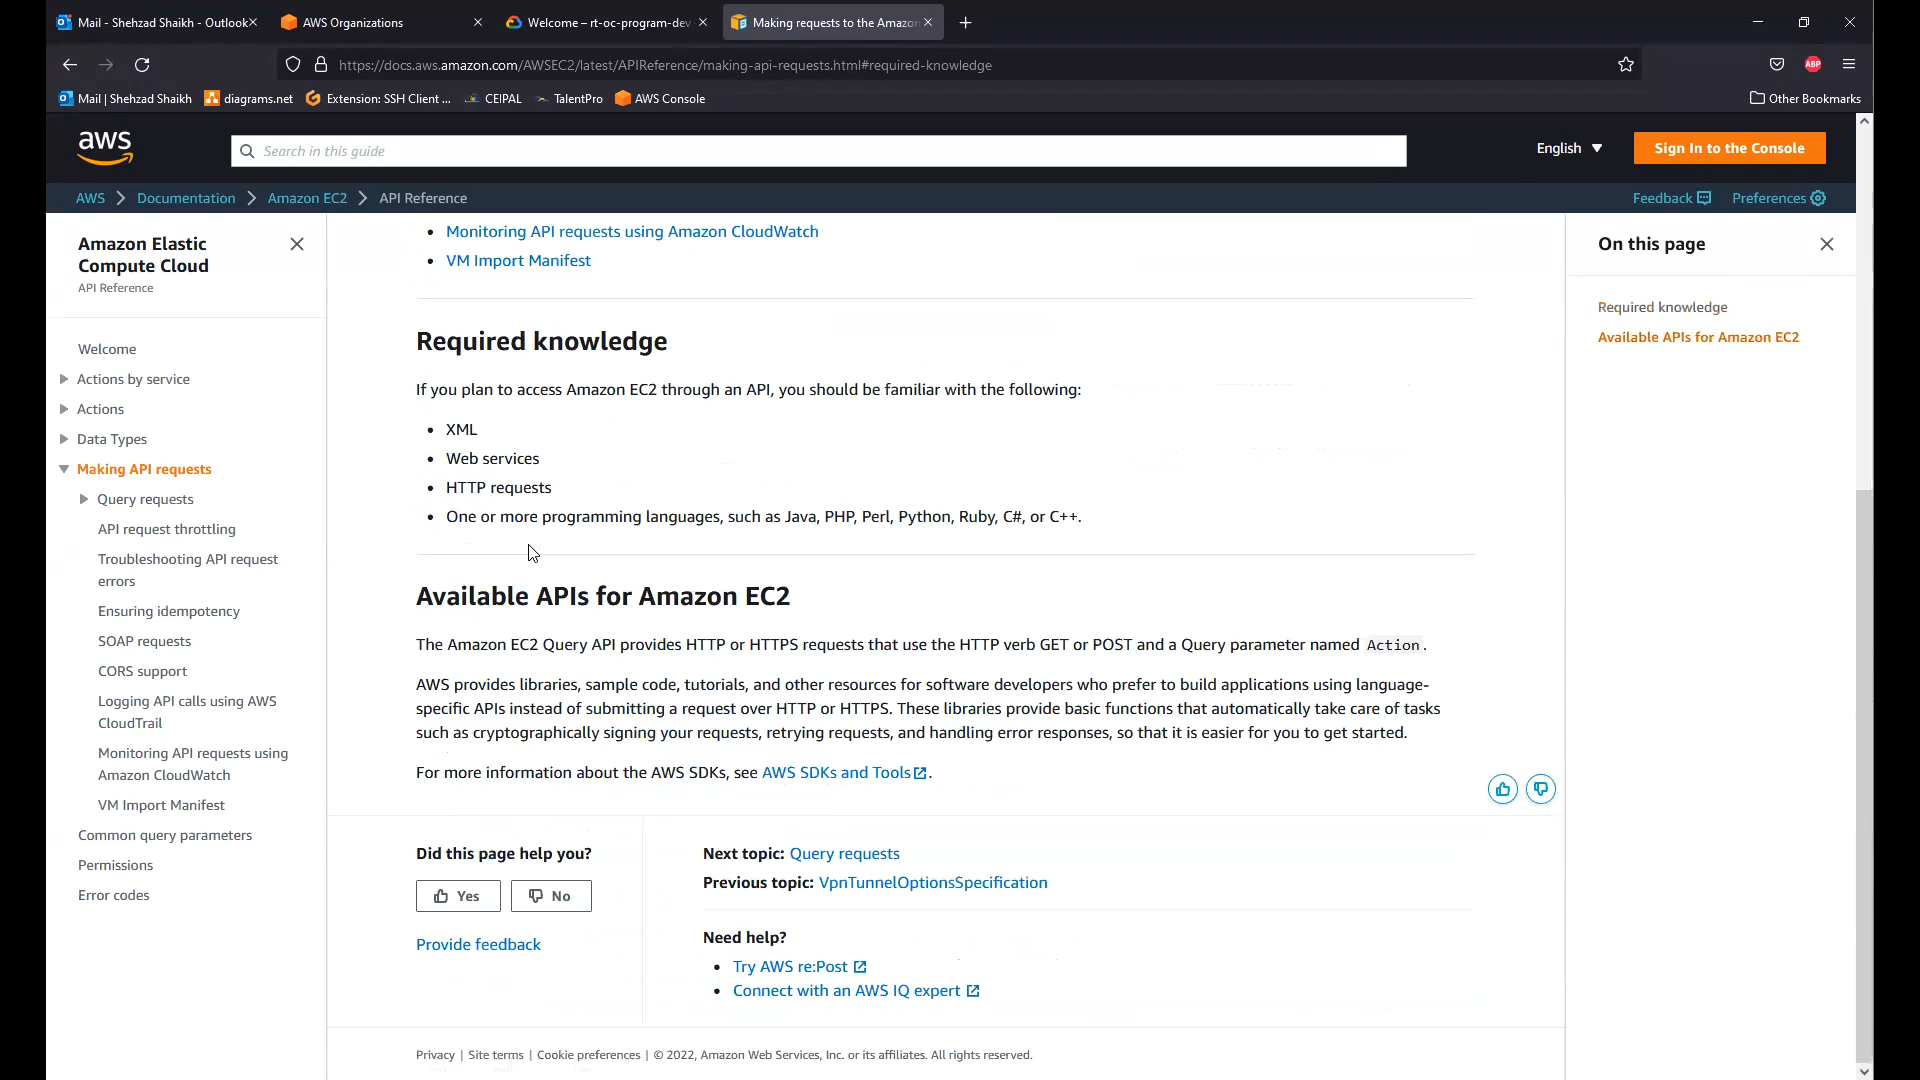 Mail - Shehzad Shaikh - Outlook
AWS Organizations
Welcome – rt-oc-program-dev
Making requests to the Amazon
https://docs.aws.amazon.com/AWSEC2/latest/APIReference/making-api-requests.html#required-knowledge
ABP
Mail | Shehzad Shaikh
diagrams.net
Extension: SSH Client ...
CEIPAL
TalentPro
AWS Console
Other Bookmarks
aws
Search in this guide
English
Sign In to the Console
AWS
Documentation
Amazon EC2
API Reference
Feedback
Preferences
Amazon Elastic
Compute Cloud
API Reference
Welcome
Actions by service
Actions
Data Types
Making API requests
Query requests
API request throttling
Troubleshooting API request
errors
Ensuring idempotency
SOAP requests
CORS support
Logging API calls using AWS
CloudTrail
Monitoring API requests using
Amazon CloudWatch
VM Import Manifest
Common query parameters
Permissions
Error codes
Monitoring API requests using Amazon CloudWatch
VM Import Manifest
Required knowledge
If you plan to access Amazon EC2 through an API, you should be familiar with the following:
XML
Web services
HTTP requests
One or more programming languages, such as Java, PHP, Perl, Python, Ruby, C#, or C++.
Available APIs for Amazon EC2
The Amazon EC2 Query API provides HTTP or HTTPS requests that use the HTTP verb GET or POST and a Query parameter named Action.
AWS provides libraries, sample code, tutorials, and other resources for software developers who prefer to build applications using language-
specific APIs instead of submitting a request over HTTP or HTTPS. These libraries provide basic functions that automatically take care of tasks
such as cryptographically signing your requests, retrying requests, and handling error responses, so that it is easier for you to get started.
For more information about the AWS SDKs, see AWS SDKs and Tools.
Did this page help you?
Yes
No
Provide feedback
Next topic: Query requests
Previous topic: VpnTunnelOptionsSpecification
Need help?
Try AWS re:Post
Connect with an AWS IQ expert
Privacy | Site terms | Cookie preferences | © 2022, Amazon Web Services, Inc. or its affiliates. All rights reserved.
On this page
Required knowledge
Available APIs for Amazon EC2